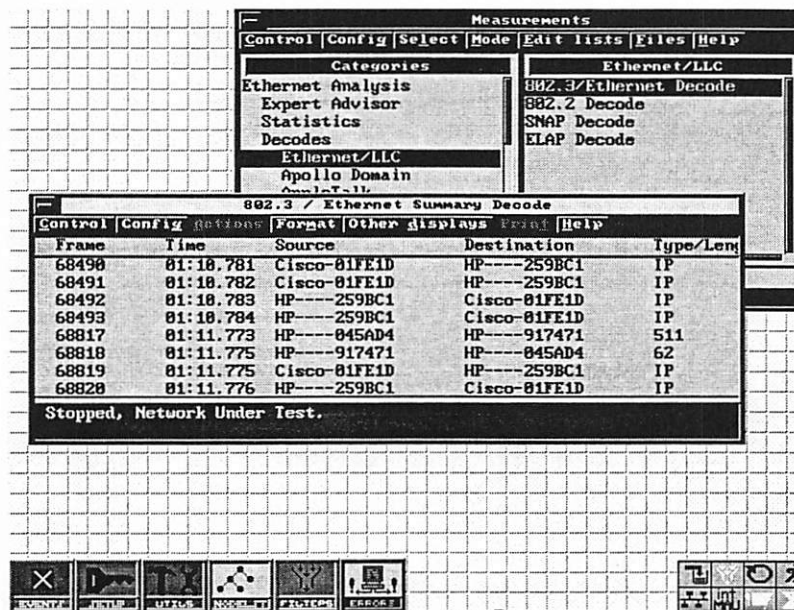 Measurements
Control Config Select Mode Edit lists Files Help
Categories
Ethernet Analysis
Expert Advisor
Statistics
Decodes
Ethernet/LLC
Apollo Domain
AppleTalk
Ethernet/LLC
802.3/Ethernet Decode
802.2 Decode
SNAP Decode
ELAP Decode
802.3 / Ethernet Summary Decode
Control Config Actions Format Other displays Print Help
Frame Time Source Destination Type/Len
68490 01:10.781 Cisco-01FE1D HP----259BC1 IP
68491 01:10.782 Cisco-01FE1D HP----259BC1 IP
68492 01:10.783 HP----259BC1 Cisco-01FE1D IP
68493 01:10.784 HP----259BC1 Cisco-01FE1D IP
68817 01:11.773 HP----045AD4 HP----917471 511
68818 01:11.775 HP----917471 HP----045AD4 62
68819 01:11.775 Cisco-01FE1D HP----259BC1 IP
68820 01:11.776 HP----259BC1 Cisco-01FE1D IP
Stopped, Network Under Test.
EVENTS SETUP UTILS NODELST FILTERS ERRORS